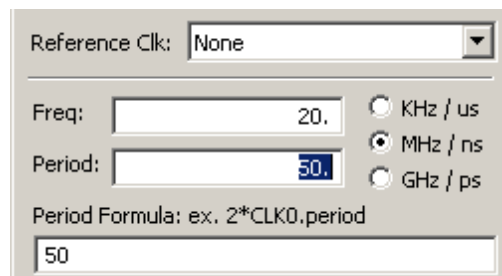 Reference Clk: None
Freq: 20. KHz / us
MHz / ns
Period: 50. GHz / ps
Period Formula: ex. 2*CLK0.period
50